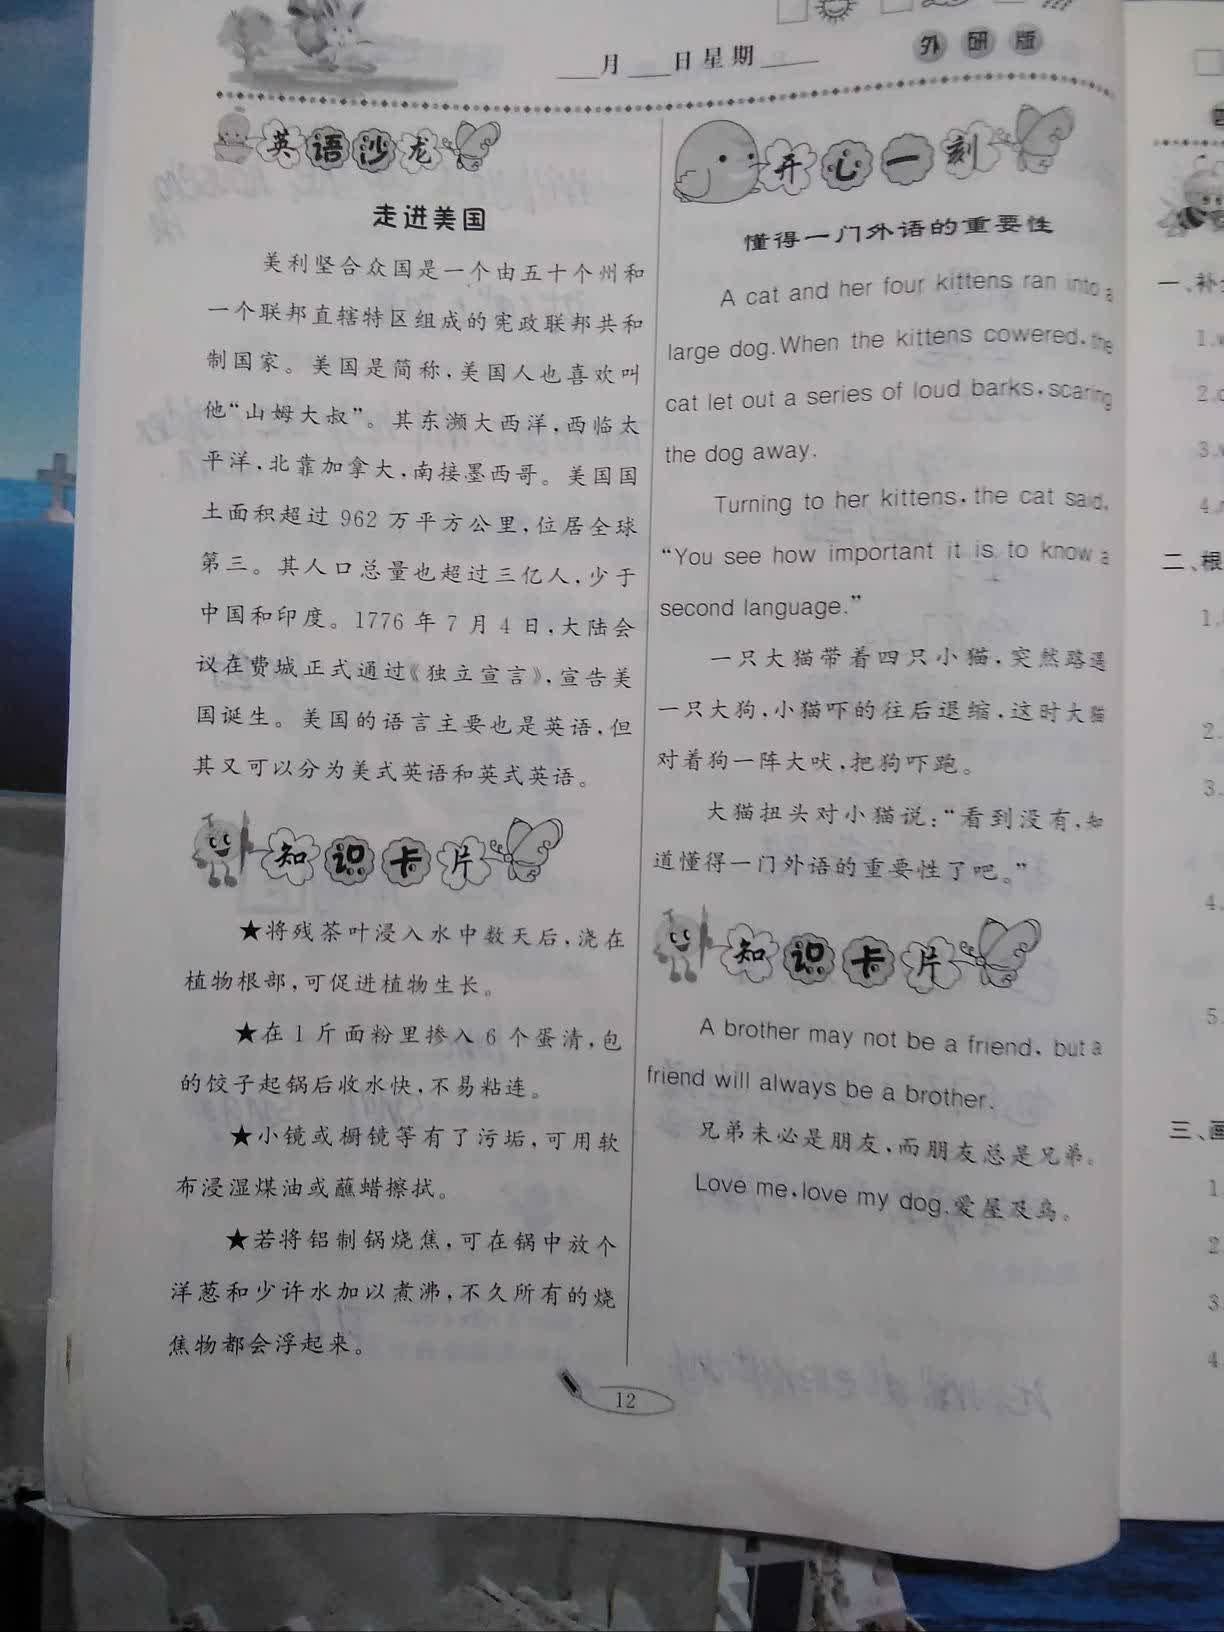 月 日 星期
外研版
英语沙龙
走进美国
美利坚合众国是一个由五十个州和
一个联邦直辖特区组成的宪政联邦共和
制国家。美国是简称,美国人也喜欢叫
他“山姆大叔”。其东濒大西洋,西临太
平洋,北靠加拿大,南接墨西哥。美国国
土面积超过 962 万平方公里,位居全球
第三。其人口总量也超过三亿人,少于
中国和印度。1776 年 7 月 4 日,大陆会
议在费城正式通过《独立宣言》,宣告美
国诞生。美国的语言主要也是英语,但
其又可以分为美式英语和英式英语。
知识卡片
★将残茶叶浸入水中数天后,浇在
植物根部,可促进植物生长。
★在 1 斤面粉里掺入 6 个蛋清,包
的饺子起锅后收水快,不易粘连。
★小镜或橱镜等有了污垢,可用软
布浸湿煤油或蘸蜡擦拭。
★若将铝制锅烧焦,可在锅中放个
洋葱和少许水加以煮沸,不久所有的烧
焦物都会浮起来。
开心一刻
懂得一门外语的重要性
A cat and her four kittens ran into a
large dog. When the kittens cowered, the
cat let out a series of loud barks, scaring
the dog away.
Turning to her kittens, the cat said,
“You see how important it is to know a
second language.”
一只大猫带着四只小猫,突然路遇
一只大狗,小猫吓的往后退缩,这时大猫
对着狗一阵大吠,把狗吓跑。
大猫扭头对小猫说:“看到没有,知
道懂得一门外语的重要性了吧。”
知识卡片
A brother may not be a friend, but a
friend will always be a brother.
兄弟未必是朋友,而朋友总是兄弟。
Love me, love my dog. 爱屋及乌。
12
一、补
1.
2.
3.
4.
二、根
1.
2.
3.
4.
5.
三、画
1.
2.
3.
4.